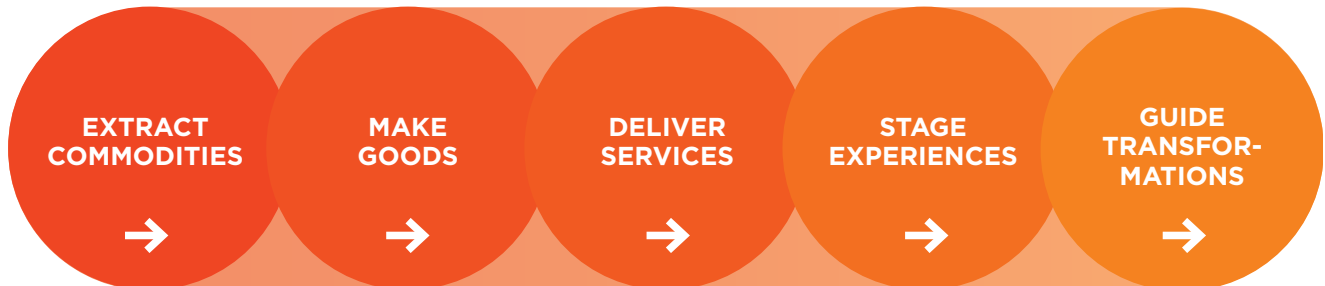 EXTRACT
COMMODITIES
MAKE
GOODS
DELIVER
SERVICES
STAGE
EXPERIENCES
GUIDE
TRANSFOR-
MATIONS